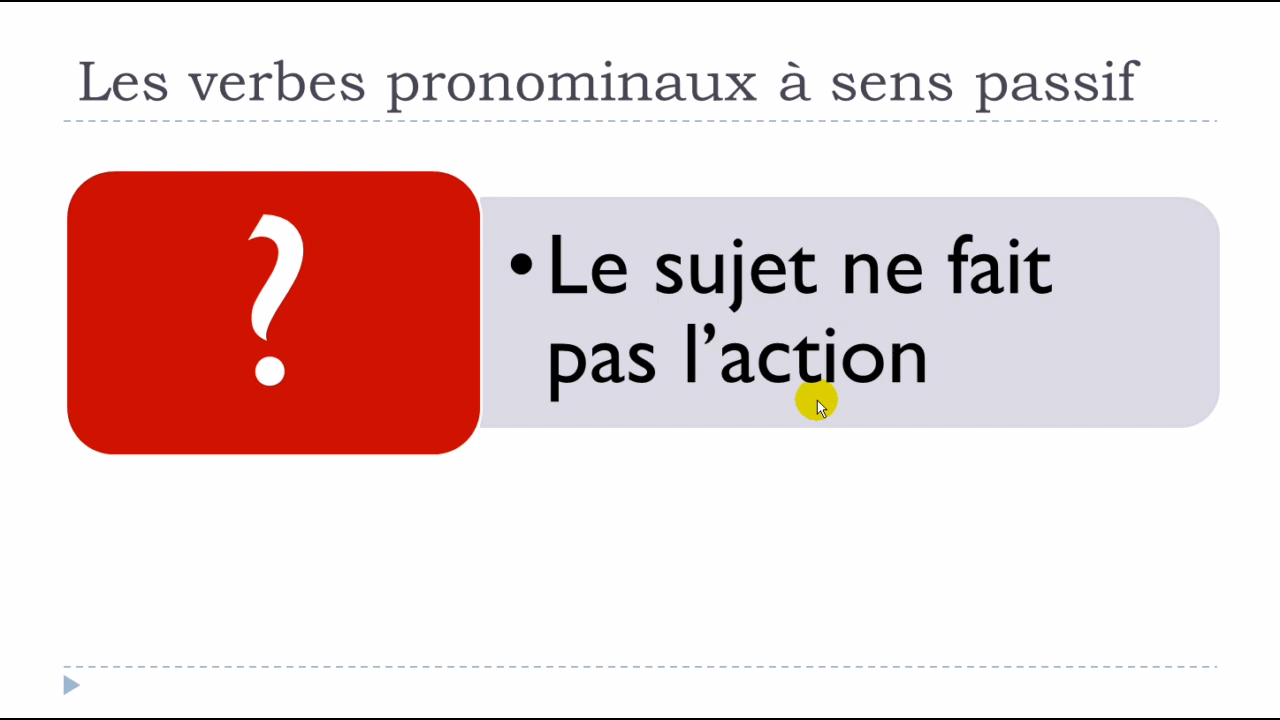 Les verbes pronominaux à sens passif
?
• Le sujet ne fait
pas l’action